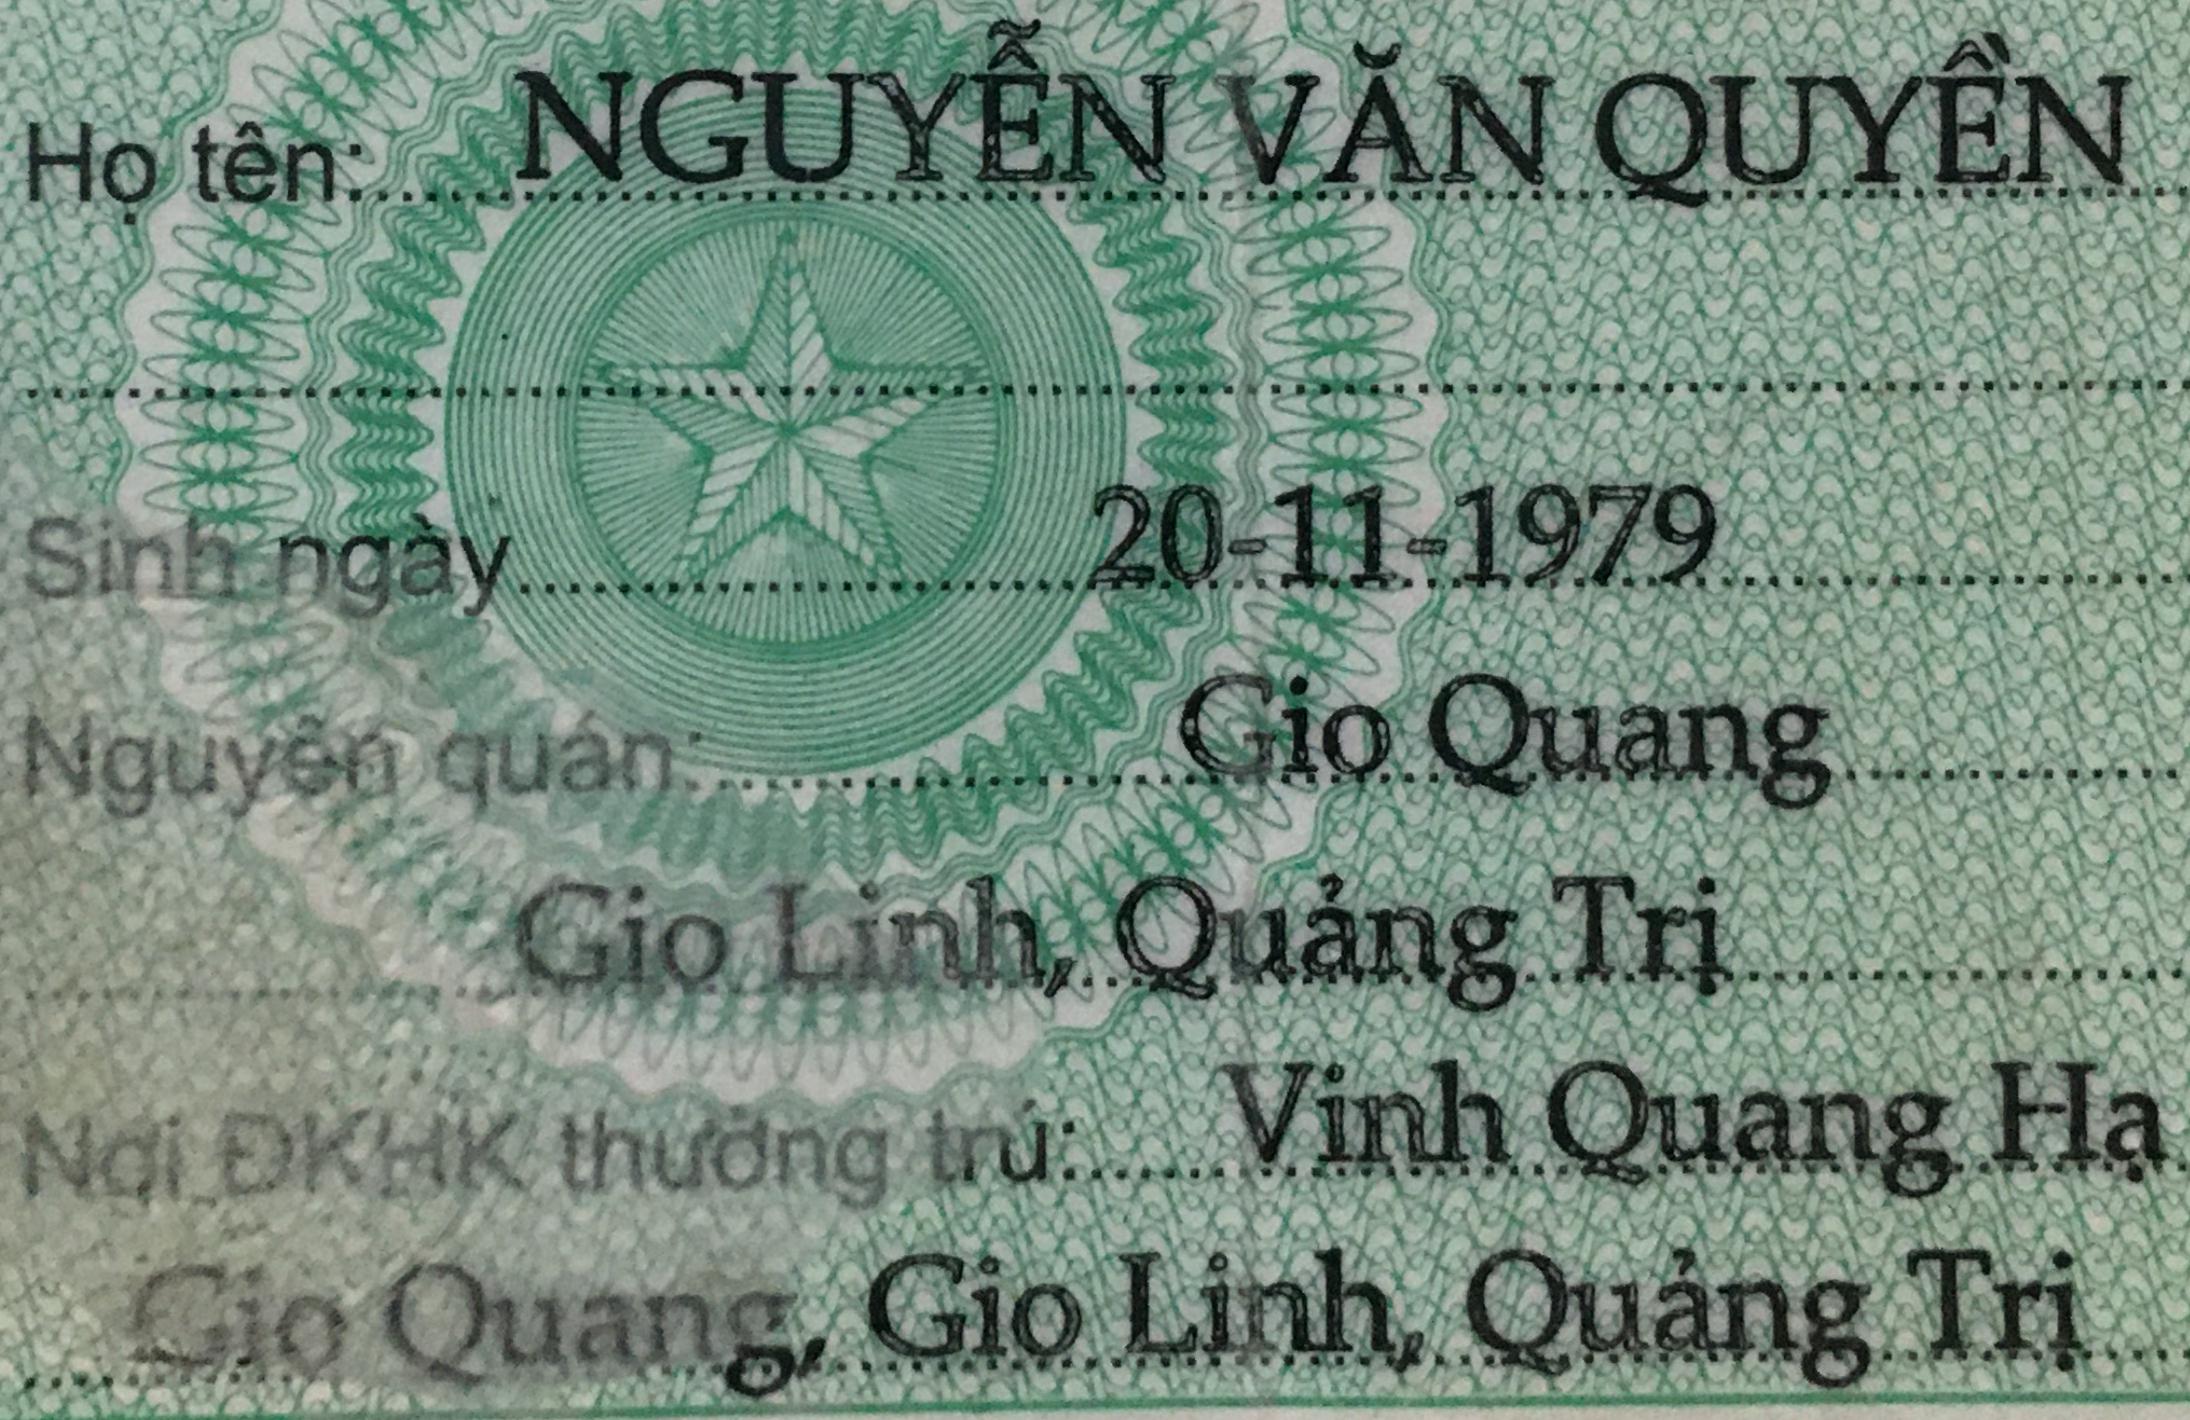 Họ tên: NGUYỄN VĂN QUYỀN
Sinh ngày 20-11-1979
Nguyên quán: Gio Quang
Gio Linh, Quảng Trị
Nơi ĐKHK thường trú: Vinh Quang Hạ
Gio Quang, Gio Linh, Quảng Trị